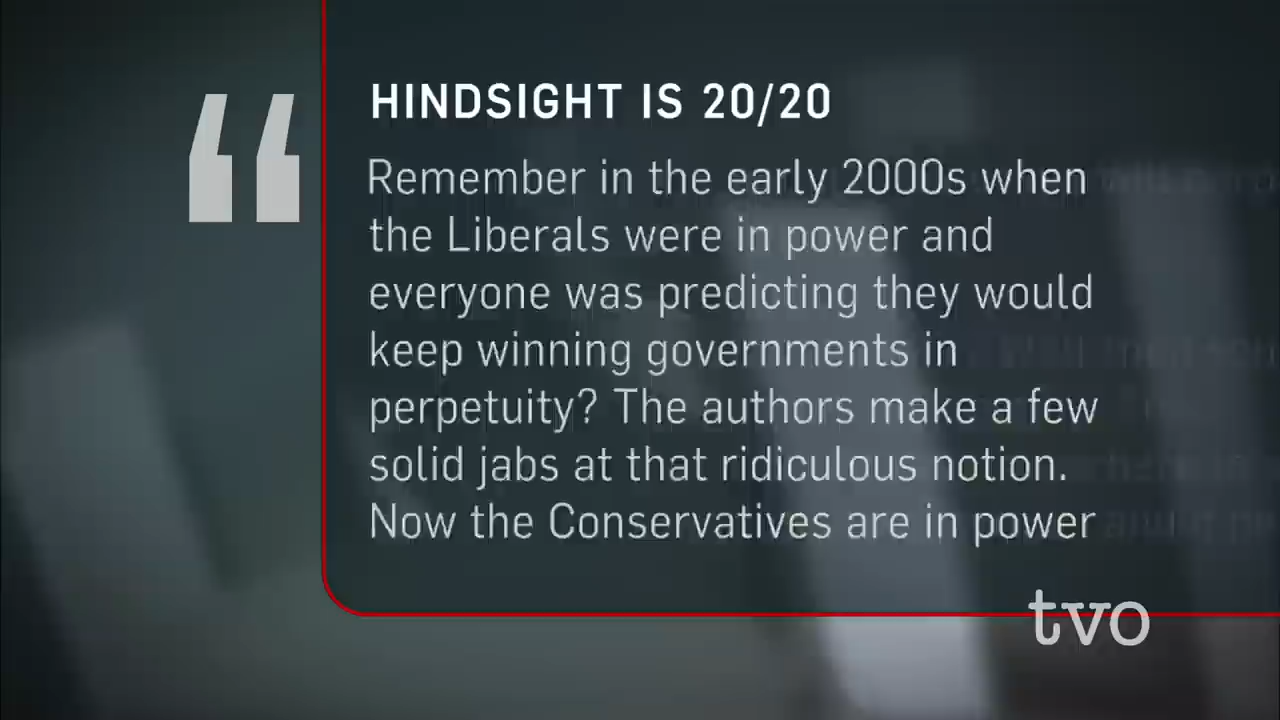 HINDSIGHT IS 20/20
Remember in the early 2000s when
the Liberals were in power and
everyone was predicting they would
keep winning governments in
perpetuity? The authors make a few
solid jabs at that ridiculous notion.
Now the Conservatives are in power
tvo